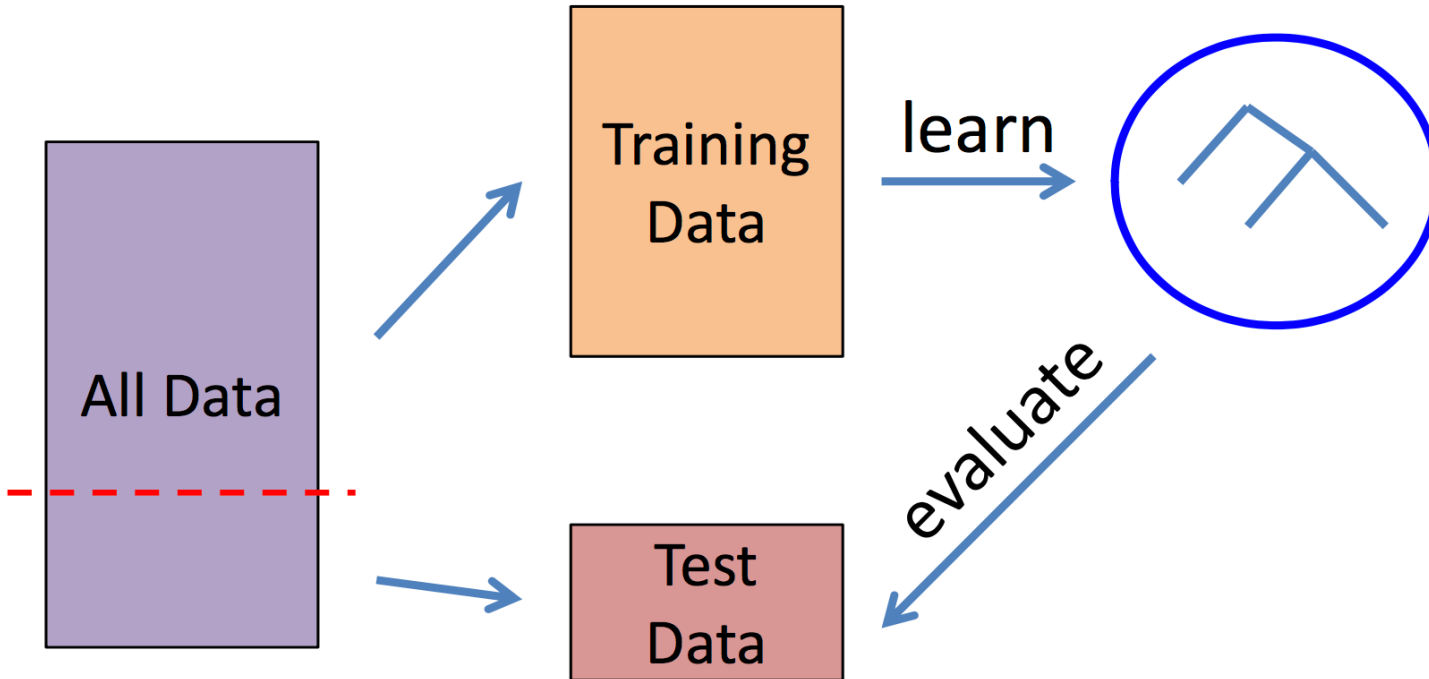 All Data
Training
Data
learn
evaluate
Test
Data